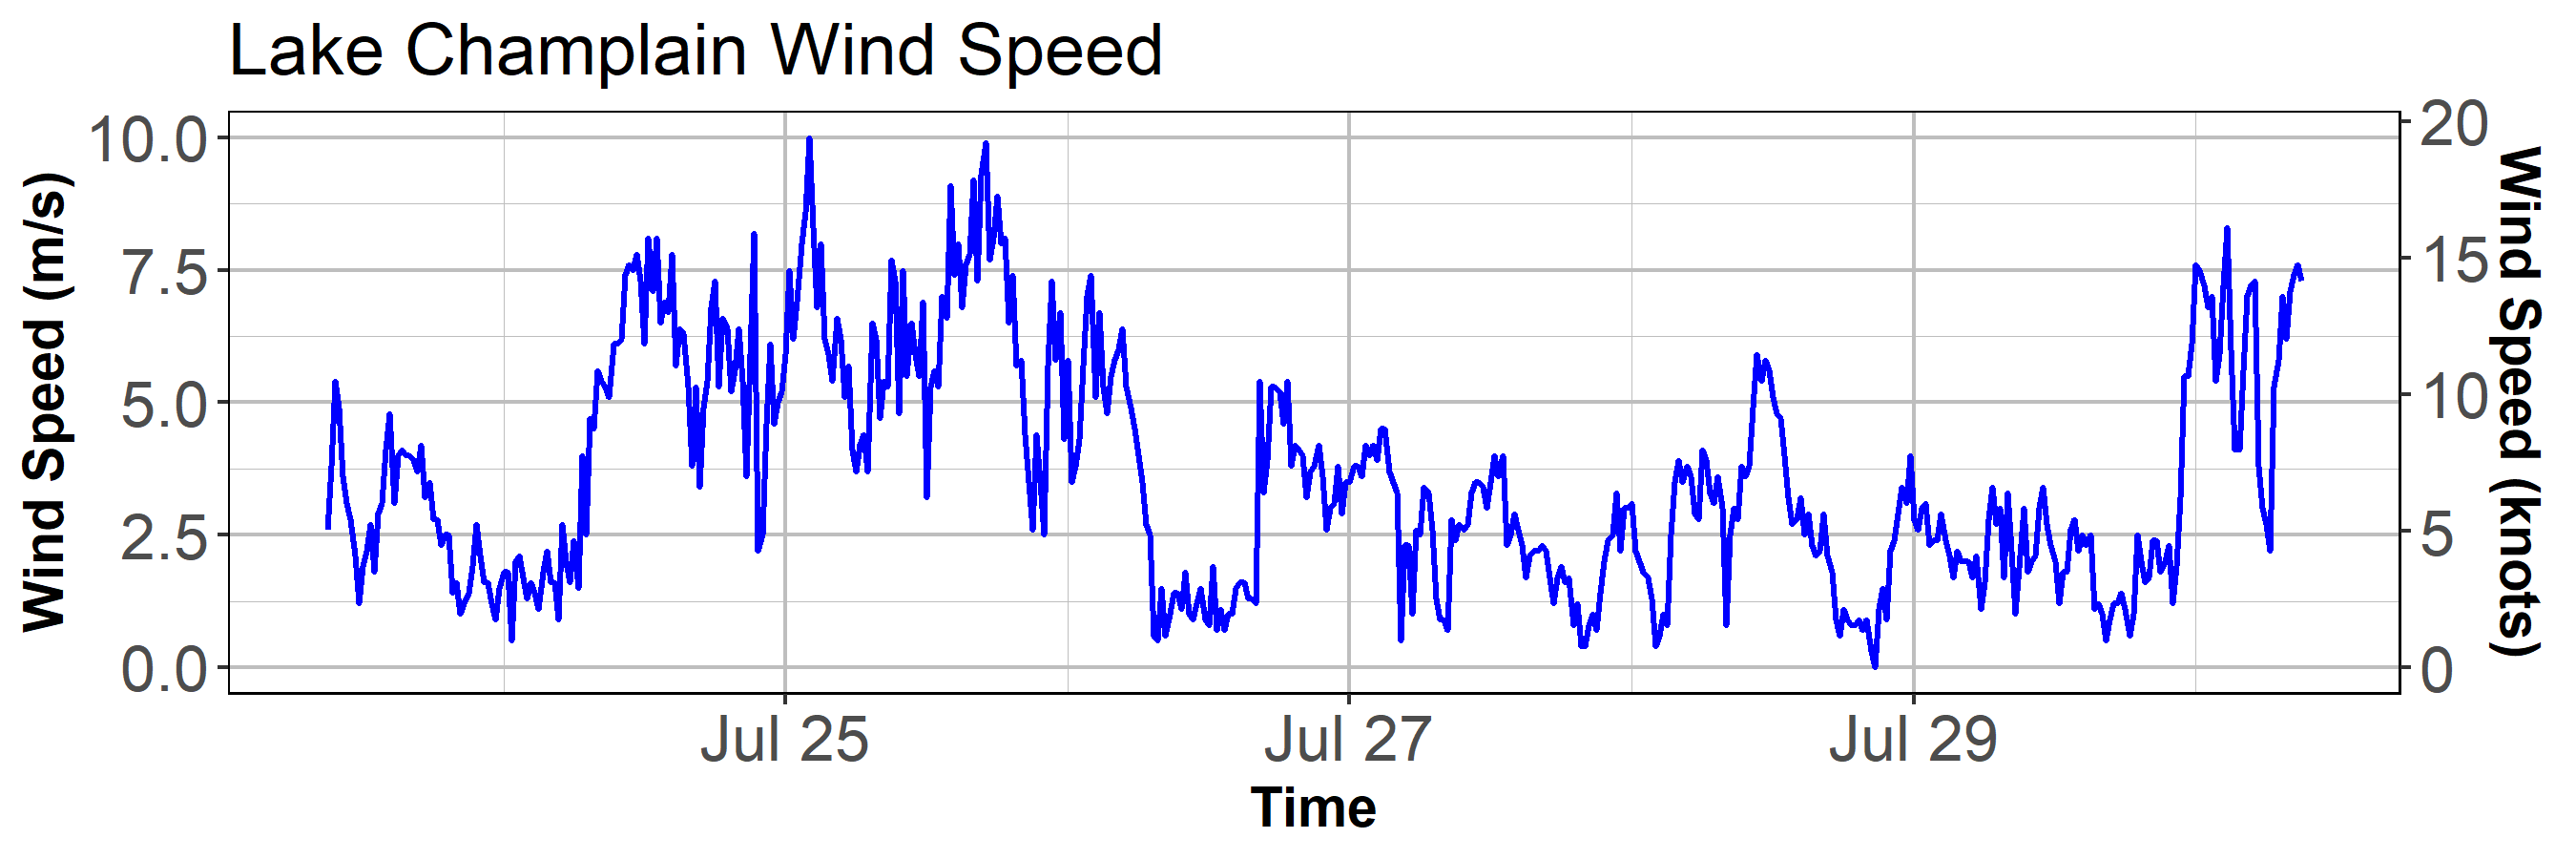 Lake Champlain Wind Speed
Wind Speed (m/s)
10.0
7.5
5.0
2.5
0.0
20
15
10
5
0
Wind Speed (knots)
Jul 25
Jul 27
Jul 29
Time